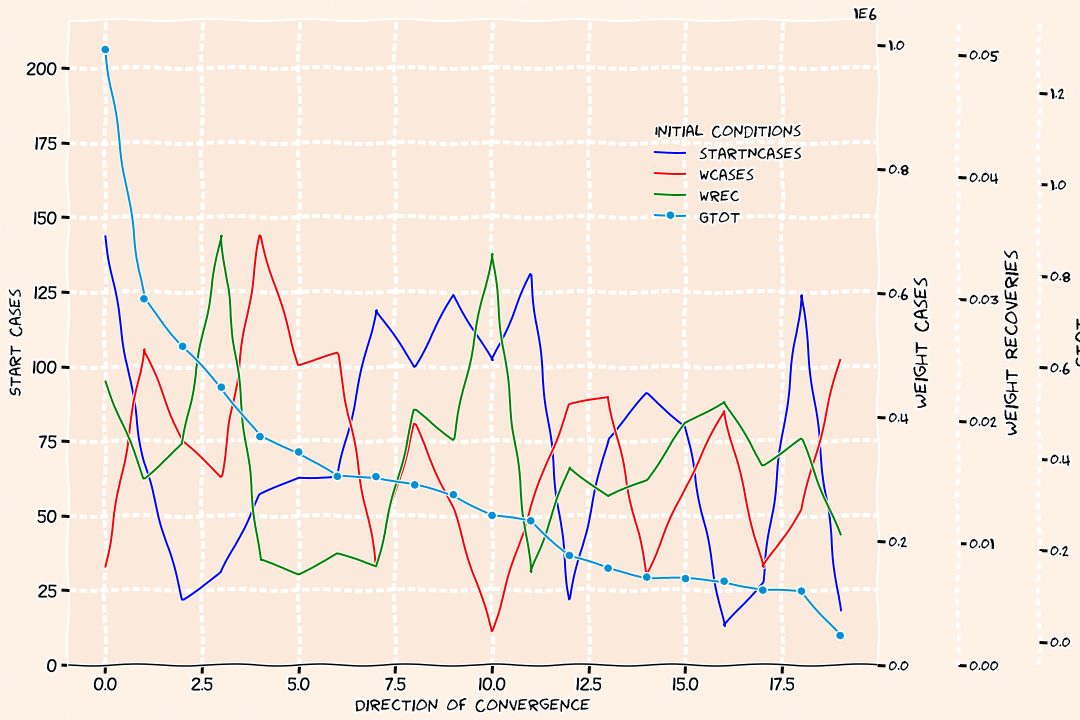 1E6
200
175
150
125
100
75
50
25
0
START CASES
0.0 2.5 5.0 7.5 10.0 12.5 15.0 17.5
DIRECTION OF CONVERGENCE
INITIAL CONDITIONS
STARTNCASES
WCASES
WREC
GTOT
1.0
0.8
0.6
0.4
0.2
0.0
WEIGHT CASES
0.05
0.04
0.03
0.02
0.01
0.00
WEIGHT RECOVERIES
1.2
1.0
0.8
0.6
0.4
0.2
0.0